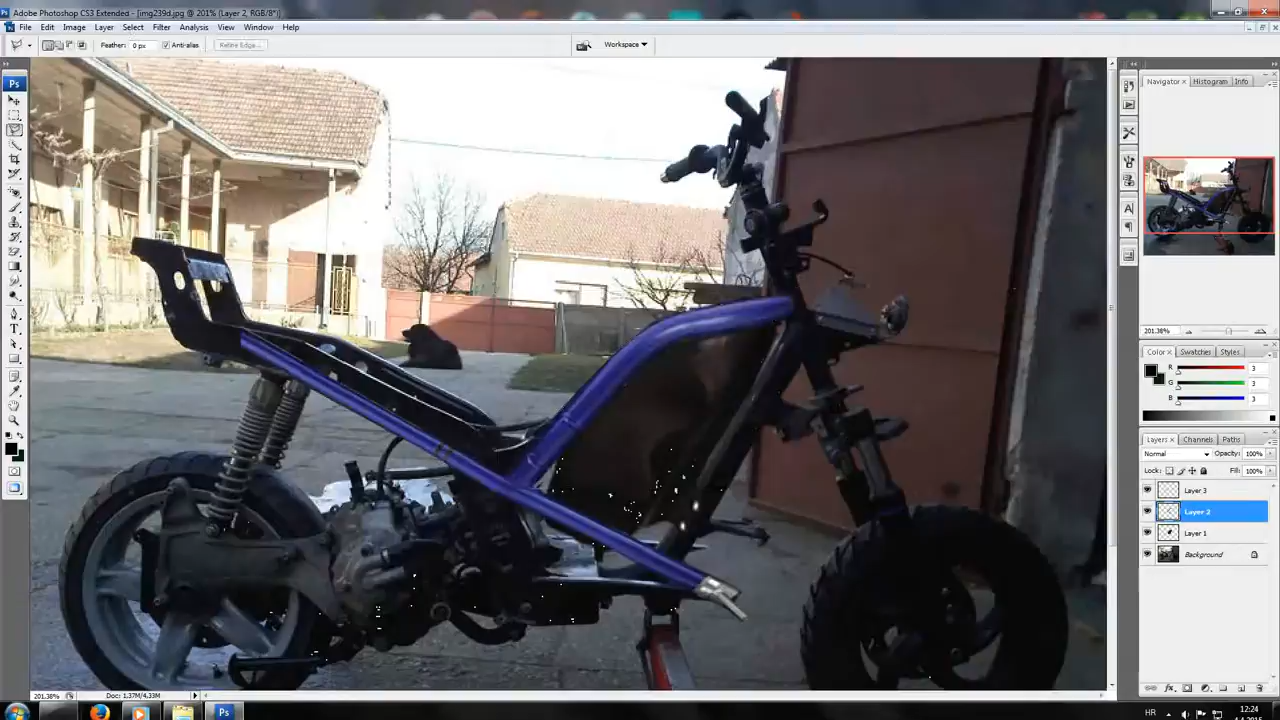 Adobe Photoshop CS3 Extended - [img239d.jpg @ 201% (Layer 2, RGB/8*)]
File Edit Image Layer Select Filter Analysis View Window Help
Feather: 0 px Anti-alias Refine Edge... Workspace
Ps
Navigator Histogram Info
201.38%
Color Swatches Styles
R 3
G 3
B 3
Layers Channels Paths
Normal Opacity: 100%
Lock: Fill: 100%
Layer 3
Layer 2
Layer 1
Background
201.38% Doc: 1,37M/4,33M
Ps HR 12:24